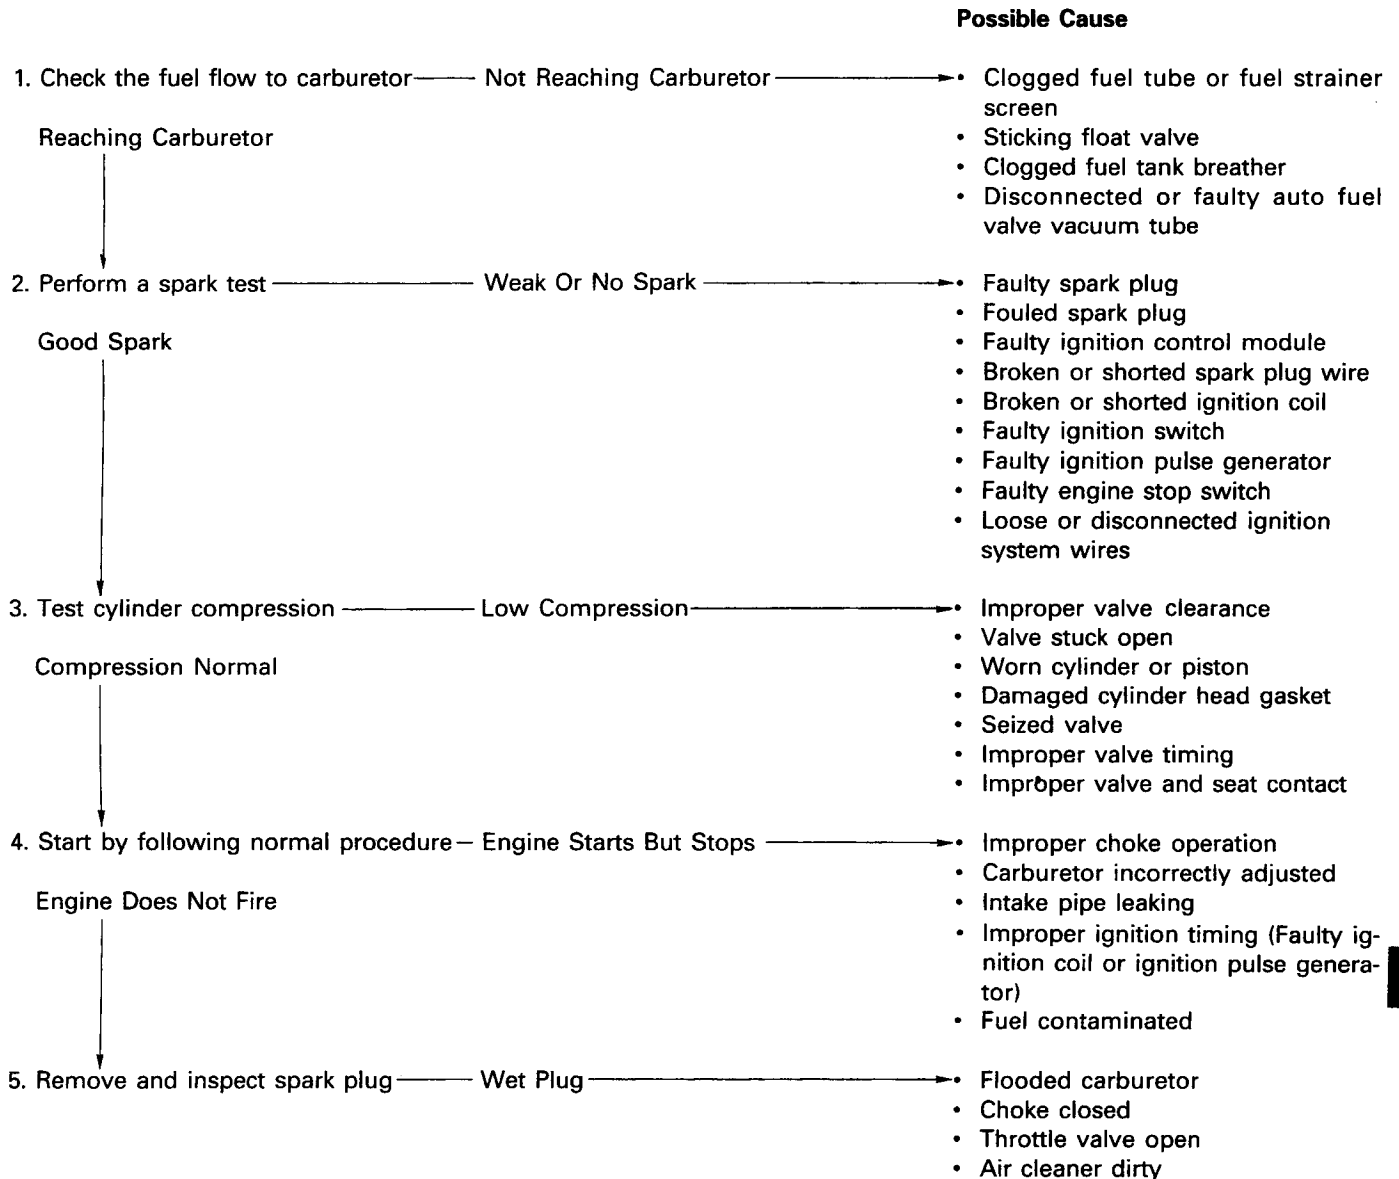 Possible Cause
1. Check the fuel flow to carburetor Not Reaching Carburetor • Clogged fuel tube or fuel strainer
screen
Reaching Carburetor • Sticking float valve
• Clogged fuel tank breather
• Disconnected or faulty auto fuel
valve vacuum tube
2. Perform a spark test Weak Or No Spark • Faulty spark plug
• Fouled spark plug
Good Spark • Faulty ignition control module
• Broken or shorted spark plug wire
• Broken or shorted ignition coil
• Faulty ignition switch
• Faulty ignition pulse generator
• Faulty engine stop switch
• Loose or disconnected ignition
system wires
3. Test cylinder compression Low Compression • Improper valve clearance
• Valve stuck open
Compression Normal • Worn cylinder or piston
• Damaged cylinder head gasket
• Seized valve
• Improper valve timing
• Improper valve and seat contact
4. Start by following normal procedure Engine Starts But Stops • Improper choke operation
• Carburetor incorrectly adjusted
Engine Does Not Fire • Intake pipe leaking
• Improper ignition timing (Faulty ig-
nition coil or ignition pulse genera-
tor)
• Fuel contaminated
5. Remove and inspect spark plug Wet Plug • Flooded carburetor
• Choke closed
• Throttle valve open
• Air cleaner dirty